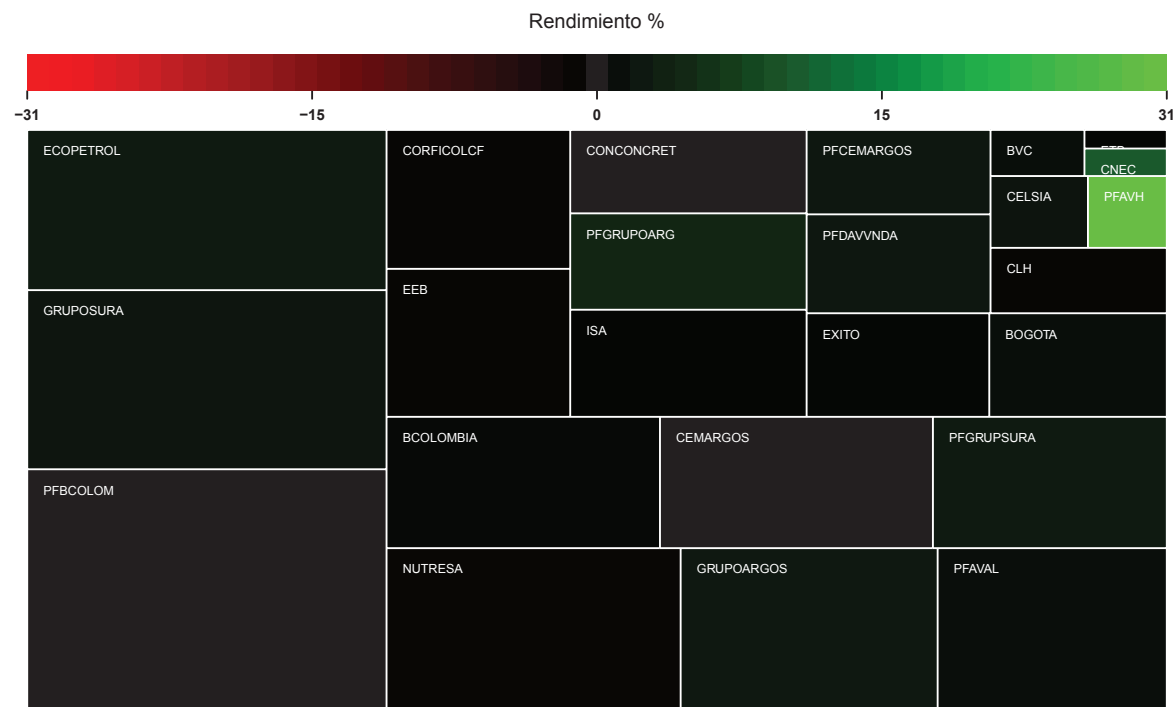 Rendimiento %
−31 −15 0 15 31
ECOPETROL
CORFICOLCF
CONCONCRET
PFCEMARGOS
BVC
CNEC
CELSIA
PFAVH
PFGRUPOARG
PFDAVVNDA
CLH
EEB
GRUPOSURA
ISA
EXITO
BOGOTA
BCOLOMBIA
CEMARGOS
PFGRUPSURA
PFBCOLOM
NUTRESA
GRUPOARGOS
PFAVAL